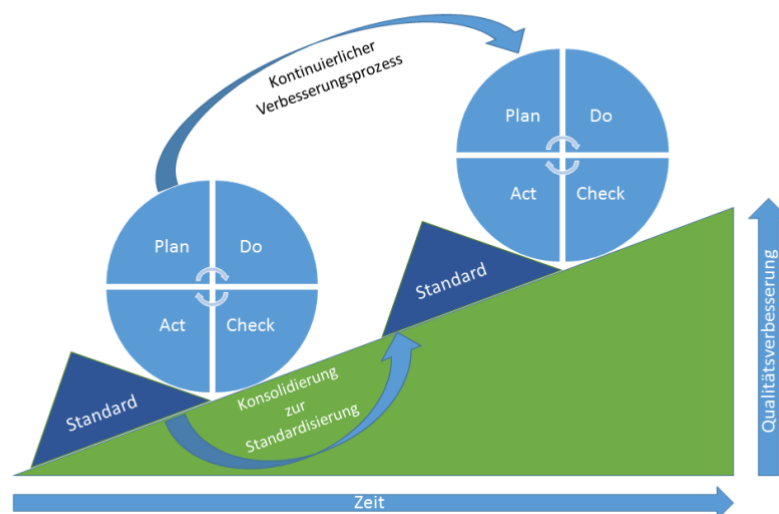 Kontinuierlicher
Verbesserungsprozess
Plan
Do
Act
Check
Plan
Do
Act
Check
Standard
Standard
Konsolidierung
zur
Standardisierung
Qualitätsverbesserung
Zeit